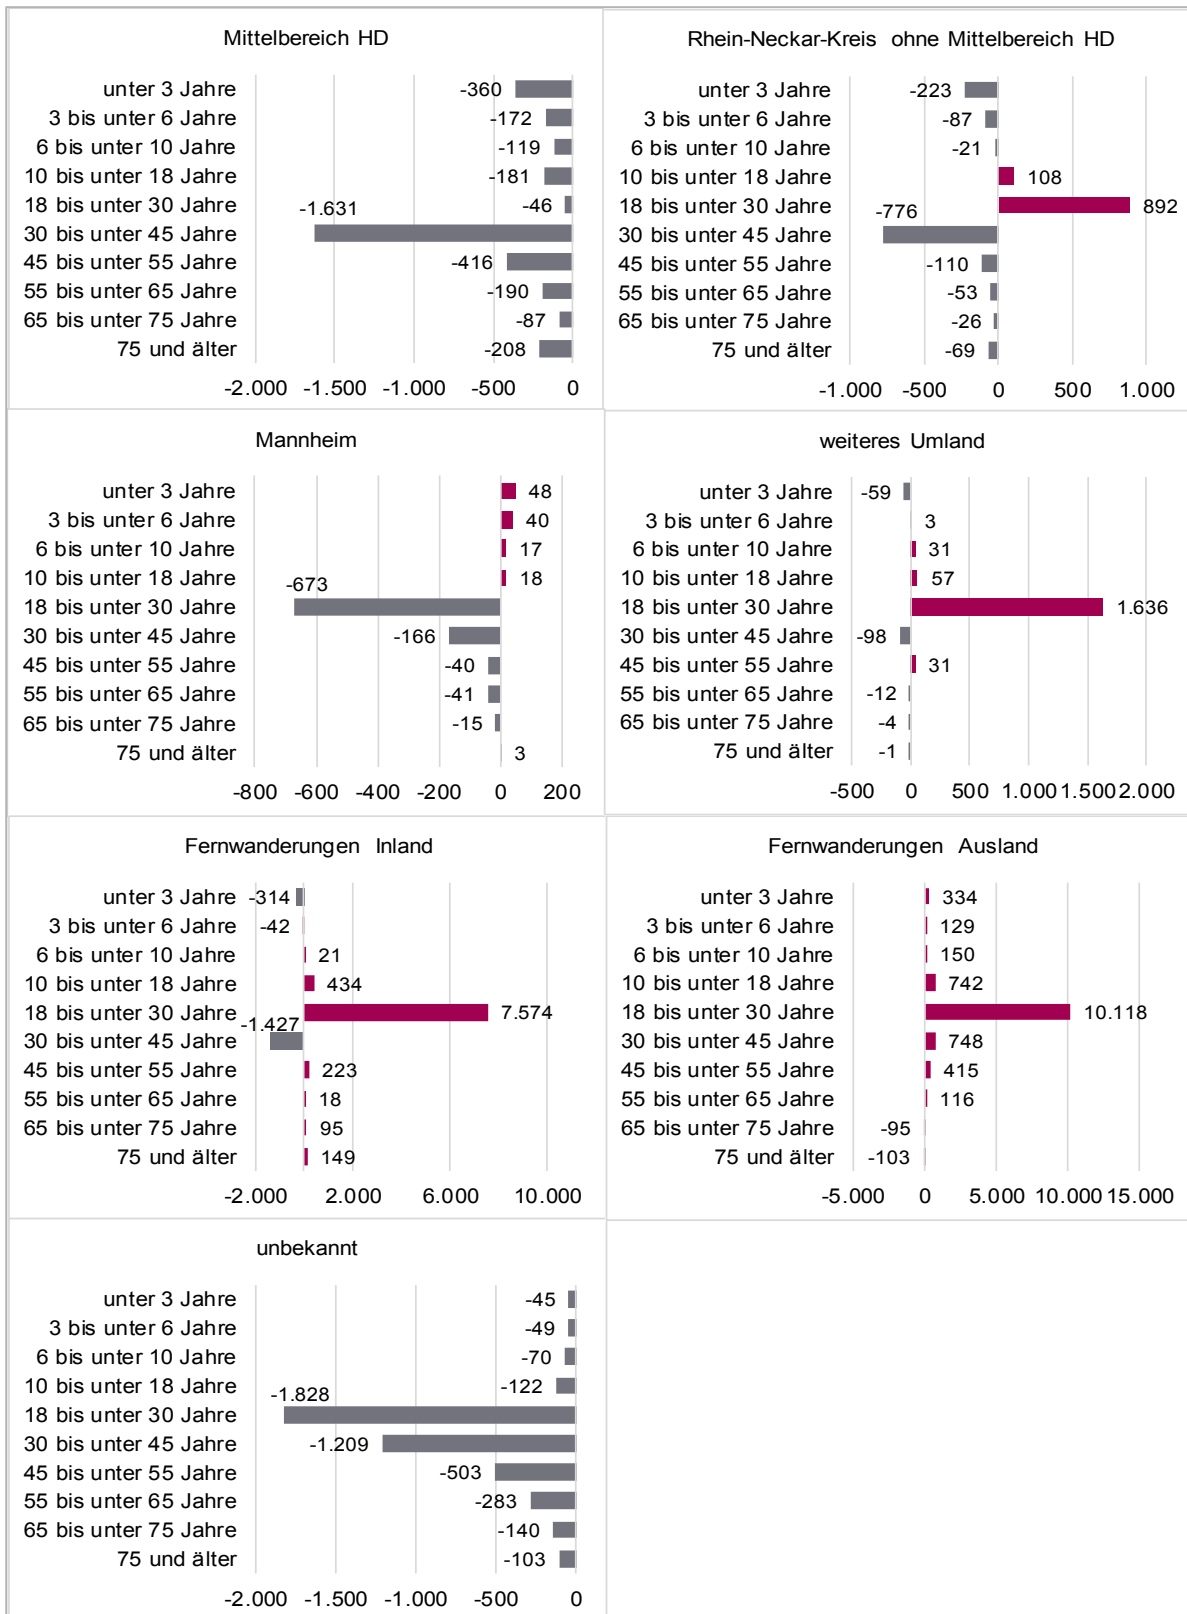 Mittelbereich HD
unter 3 Jahre -360
3 bis unter 6 Jahre -172
6 bis unter 10 Jahre -119
10 bis unter 18 Jahre -181
18 bis unter 30 Jahre -46
30 bis unter 45 Jahre -1.631
45 bis unter 55 Jahre -416
55 bis unter 65 Jahre -190
65 bis unter 75 Jahre -87
75 und älter -208
-2.000 -1.500 -1.000 -500 0
Rhein-Neckar-Kreis ohne Mittelbereich HD
unter 3 Jahre -223
3 bis unter 6 Jahre -87
6 bis unter 10 Jahre -21
10 bis unter 18 Jahre 108
18 bis unter 30 Jahre 892
30 bis unter 45 Jahre -776
45 bis unter 55 Jahre -110
55 bis unter 65 Jahre -53
65 bis unter 75 Jahre -26
75 und älter -69
-1.000 -500 0 500 1.000
Mannheim
unter 3 Jahre 48
3 bis unter 6 Jahre 40
6 bis unter 10 Jahre 17
10 bis unter 18 Jahre 18
18 bis unter 30 Jahre -673
30 bis unter 45 Jahre -166
45 bis unter 55 Jahre -40
55 bis unter 65 Jahre -41
65 bis unter 75 Jahre -15
75 und älter 3
-800 -600 -400 -200 0 200
weiteres Umland
unter 3 Jahre -59
3 bis unter 6 Jahre 3
6 bis unter 10 Jahre 31
10 bis unter 18 Jahre 57
18 bis unter 30 Jahre 1.636
30 bis unter 45 Jahre -98
45 bis unter 55 Jahre 31
55 bis unter 65 Jahre -12
65 bis unter 75 Jahre -4
75 und älter -1
-500 0 500 1.000 1.500 2.000
Fernwanderungen Inland
unter 3 Jahre -314
3 bis unter 6 Jahre -42
6 bis unter 10 Jahre 21
10 bis unter 18 Jahre 434
18 bis unter 30 Jahre 7.574
30 bis unter 45 Jahre -1.427
45 bis unter 55 Jahre 223
55 bis unter 65 Jahre 18
65 bis unter 75 Jahre 95
75 und älter 149
-2.000 2.000 6.000 10.000
Fernwanderungen Ausland
unter 3 Jahre 334
3 bis unter 6 Jahre 129
6 bis unter 10 Jahre 150
10 bis unter 18 Jahre 742
18 bis unter 30 Jahre 10.118
30 bis unter 45 Jahre 748
45 bis unter 55 Jahre 415
55 bis unter 65 Jahre 116
65 bis unter 75 Jahre -95
75 und älter -103
-5.000 0 5.000 10.000 15.000
unbekannt
unter 3 Jahre -45
3 bis unter 6 Jahre -49
6 bis unter 10 Jahre -70
10 bis unter 18 Jahre -122
18 bis unter 30 Jahre -1.828
30 bis unter 45 Jahre -1.209
45 bis unter 55 Jahre -503
55 bis unter 65 Jahre -283
65 bis unter 75 Jahre -140
75 und älter -103
-2.000 -1.500 -1.000 -500 0